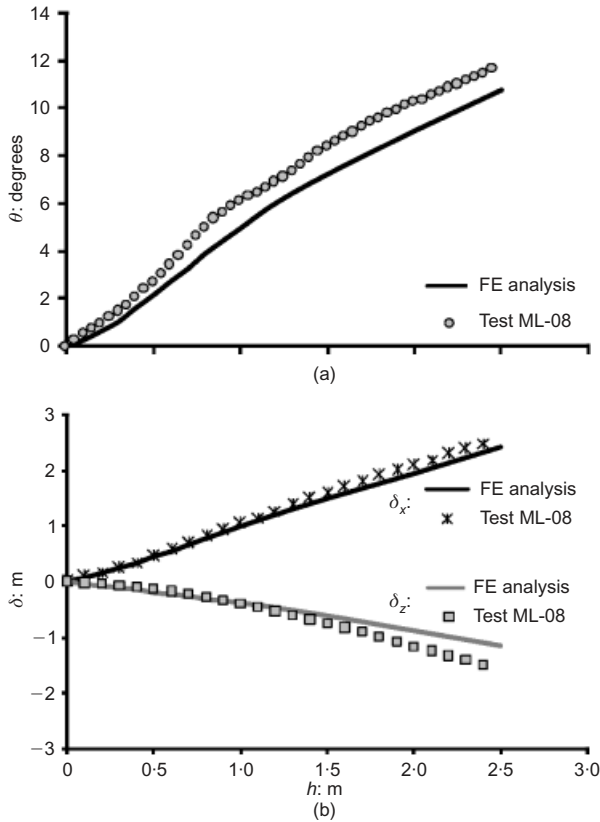 14
12
10
8
6
4
2
0
θ: degrees
FE analysis
Test ML-08
(a)
3
2
1
0
−1
−2
−3
δ: m
δx:
FE analysis
Test ML-08
δz:
FE analysis
Test ML-08
0
0·5
1·0
1·5
2·0
2·5
3·0
h: m
(b)